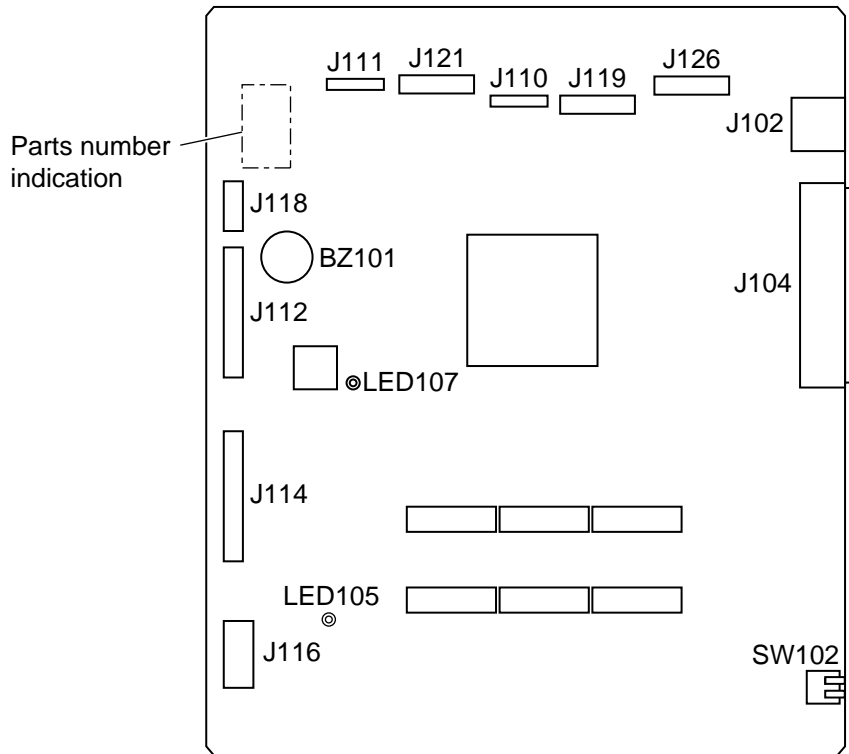 J111
J121
J110
J119
J126
J102
Parts number
indication
J118
BZ101
J104
J112
LED107
J114
LED105
J116
SW102